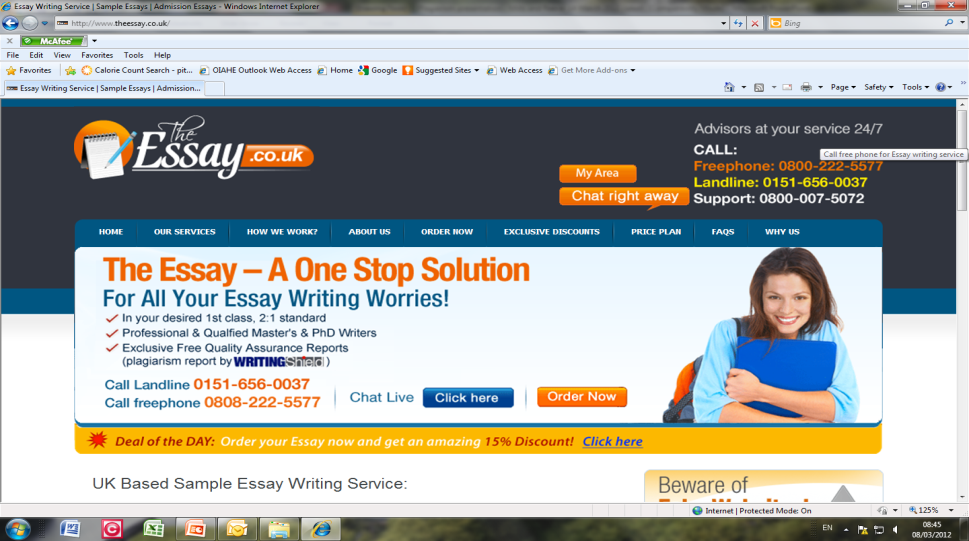 Essay Writing Service | Sample Essays | Admission Essays - Windows Internet Explorer
http://www.theessay.co.uk/
Bing
McAfee
File Edit View Favorites Tools Help
Favorites Calorie Count Search - pit... OIAHE Outlook Web Access Home Google Suggested Sites Web Access Get More Add-ons
Essay Writing Service | Sample Essays | Admission...
Page Safety Tools
The Essay.co.uk
Advisors at your service 24/7
CALL:
Call free phone for Essay writing service
Freephone: 0800-222-5577
My Area
Landline: 0151-656-0037
Chat right away
Support: 0800-007-5072
HOME OUR SERVICES HOW WE WORK? ABOUT US ORDER NOW EXCLUSIVE DISCOUNTS PRICE PLAN FAQS WHY US
The Essay – A One Stop Solution
For All Your Essay Writing Worries!
In your desired 1st class, 2:1 standard
Professional & Qualfied Master's & PhD Writers
Exclusive Free Quality Assurance Reports
(plagiarism report by WRITINGShield )
Call Landline 0151-656-0037
Call freephone 0808-222-5577
Chat Live Click here Order Now
Deal of the DAY: Order your Essay now and get an amazing 15% Discount! Click here
UK Based Sample Essay Writing Service:
Beware of
Internet | Protected Mode: On
125%
EN
08:45
08/03/2012